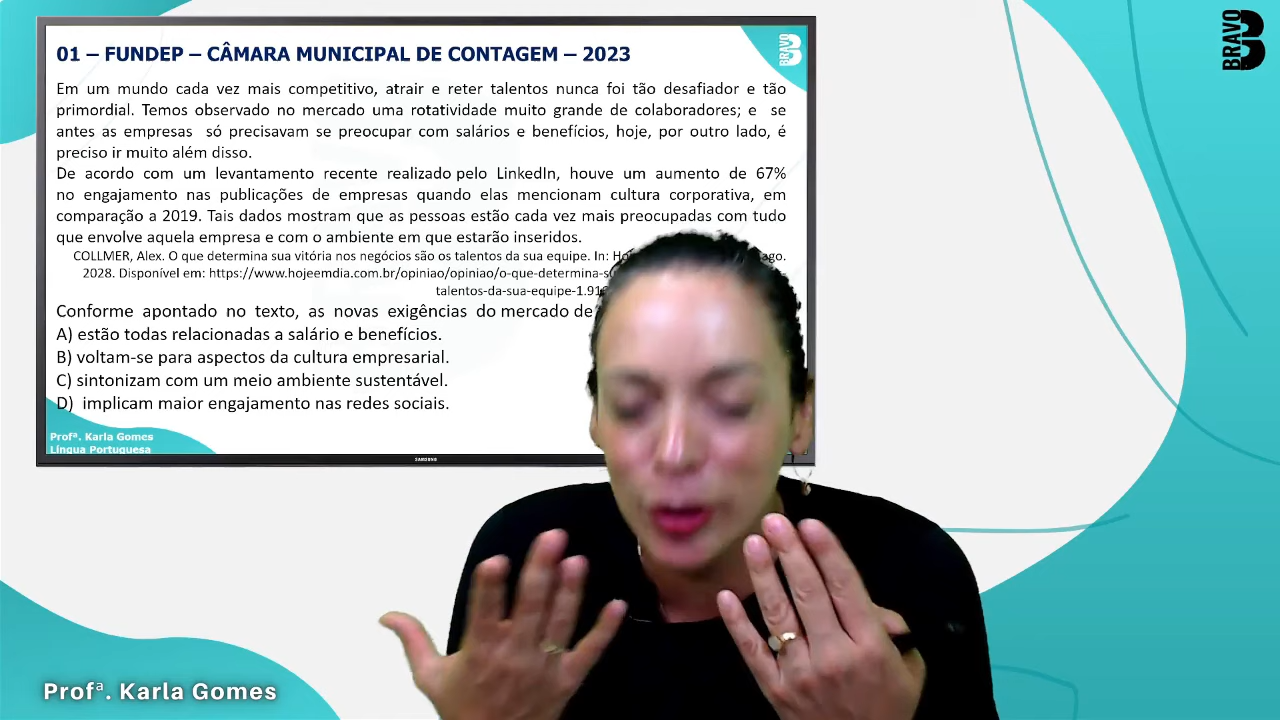 BRAVO
01 – FUNDEP – CÂMARA MUNICIPAL DE CONTAGEM – 2023
BRAVO
Em um mundo cada vez mais competitivo, atrair e reter talentos nunca foi tão desafiador e tão
primordial. Temos observado no mercado uma rotatividade muito grande de colaboradores; e se
antes as empresas só precisavam se preocupar com salários e benefícios, hoje, por outro lado, é
preciso ir muito além disso.
De acordo com um levantamento recente realizado pelo LinkedIn, houve um aumento de 67%
no engajamento nas publicações de empresas quando elas mencionam cultura corporativa, em
comparação a 2019. Tais dados mostram que as pessoas estão cada vez mais preocupadas com tudo
que envolve aquela empresa e com o ambiente em que estarão inseridos.
COLLMER, Alex. O que determina sua vitória nos negócios são os talentos da sua equipe. In: ago.
2028. Disponível em: https://www.hojeemdia.com.br/opiniao/opiniao/o-que-determina-
talentos-da-sua-equipe-1.91
Conforme apontado no texto, as novas exigências do mercado de
A) estão todas relacionadas a salário e benefícios.
B) voltam-se para aspectos da cultura empresarial.
C) sintonizam com um meio ambiente sustentável.
D) implicam maior engajamento nas redes sociais.
Profª. Karla Gomes
Língua Portuguesa
SAMSUNG
Profª. Karla Gomes